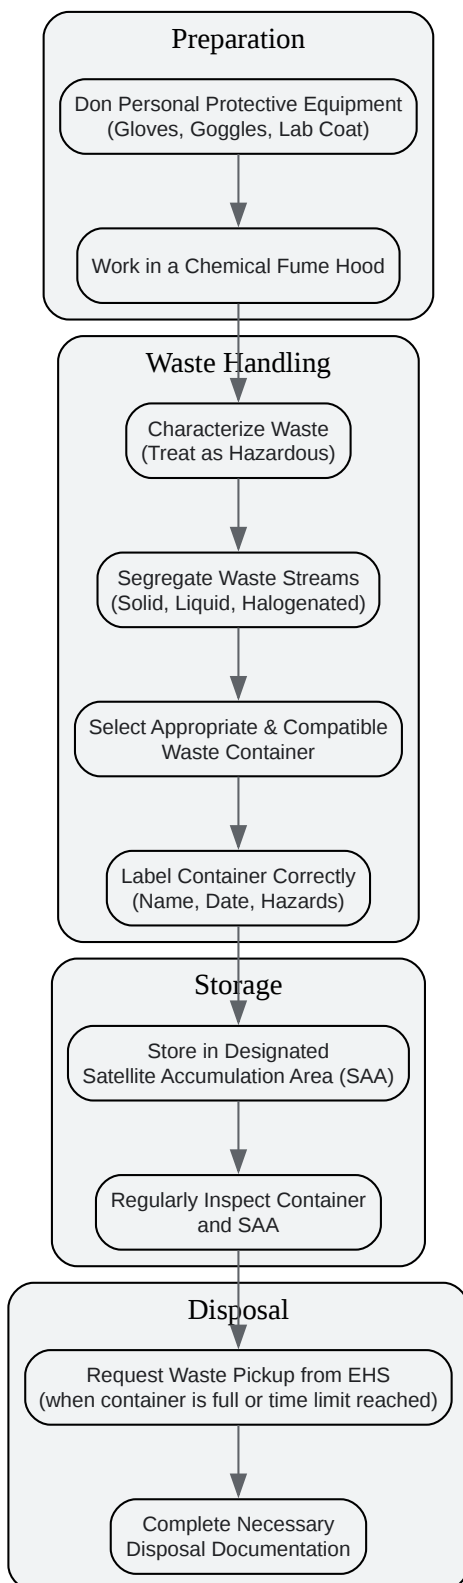 Preparation
Don Personal Protective Equipment
(Gloves, Goggles, Lab Coat)
Work in a Chemical Fume Hood
Waste Handling
Characterize Waste
(Treat as Hazardous)
Segregate Waste Streams
(Solid, Liquid, Halogenated)
Select Appropriate & Compatible
Waste Container
Label Container Correctly
(Name, Date, Hazards)
Storage
Store in Designated
Satellite Accumulation Area (SAA)
Regularly Inspect Container
and SAA
Disposal
Request Waste Pickup from EHS
(when container is full or time limit reached)
Complete Necessary
Disposal Documentation